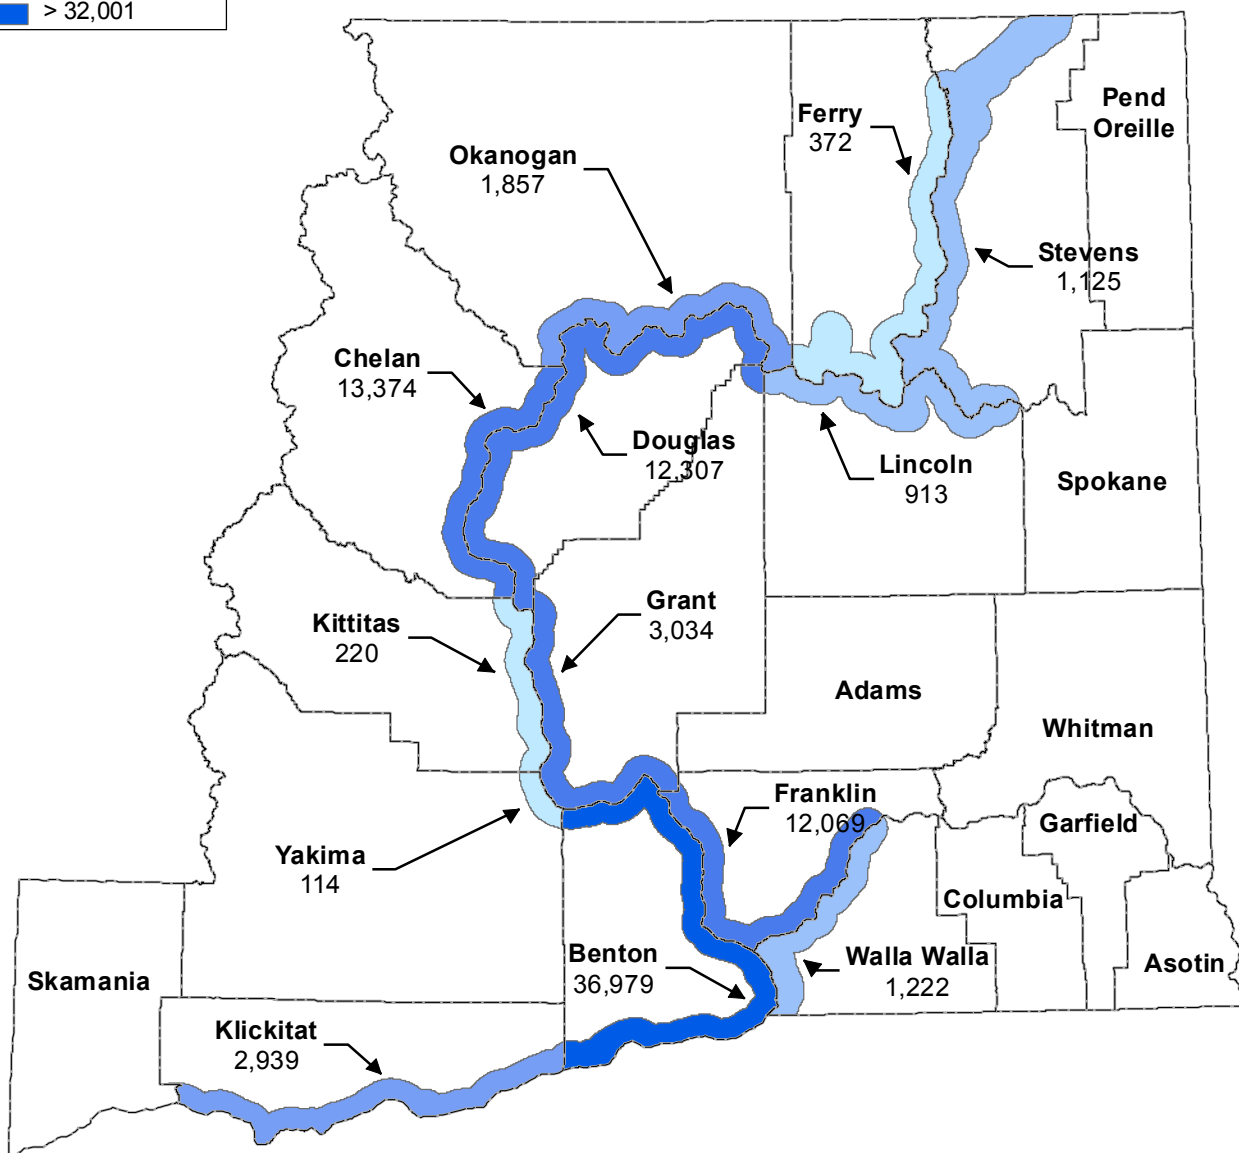 > 32,001
Pend
Oreille
Ferry
372
Okanogan
1,857
Stevens
1,125
Chelan
13,374
Douglas
12,307
Lincoln
913
Spokane
Kittitas
220
Grant
3,034
Adams
Whitman
Franklin
12,069
Garfield
Yakima
114
Columbia
Benton
36,979
Walla Walla
1,222
Asotin
Skamania
Klickitat
2,939